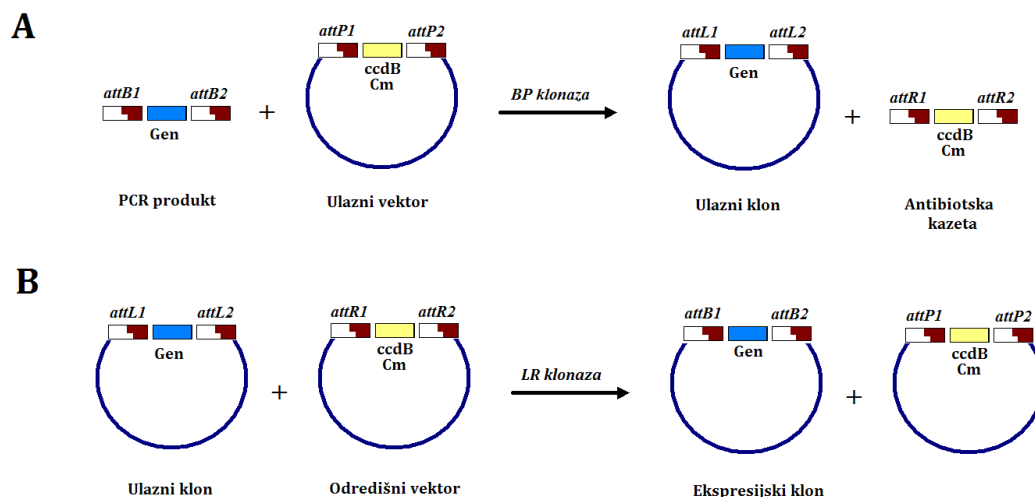 A
attB1
attB2
Gen
PCR produkt
+
attP1
attP2
ccdB
Cm
Ulazni vektor
BP klonaza
attL1
attL2
Gen
Ulazni klon
+
attR1
attR2
ccdB
Cm
Antibiotska
kazeta
B
attL1
attL2
Gen
Ulazni klon
+
attR1
attR2
ccdB
Cm
Odredišni vektor
LR klonaza
attB1
attB2
Gen
Ekspresijski klon
+
attP1
attP2
ccdB
Cm